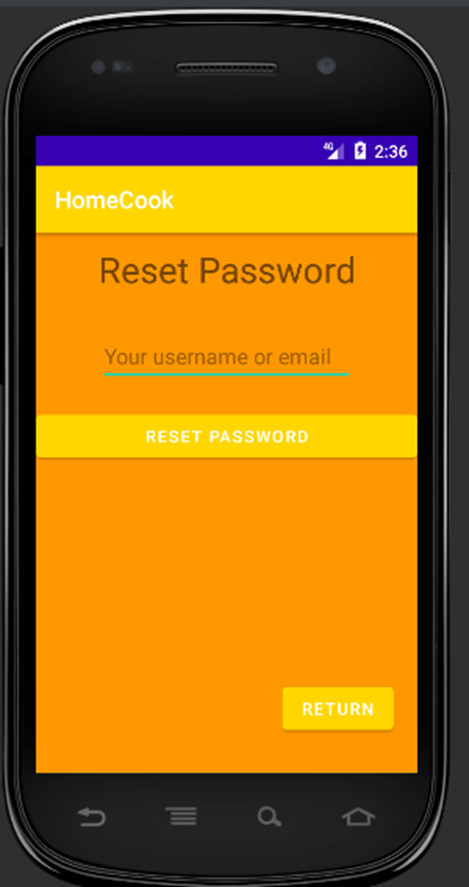 4G 2:36
HomeCook
Reset Password
Your username or email
RESET PASSWORD
RETURN